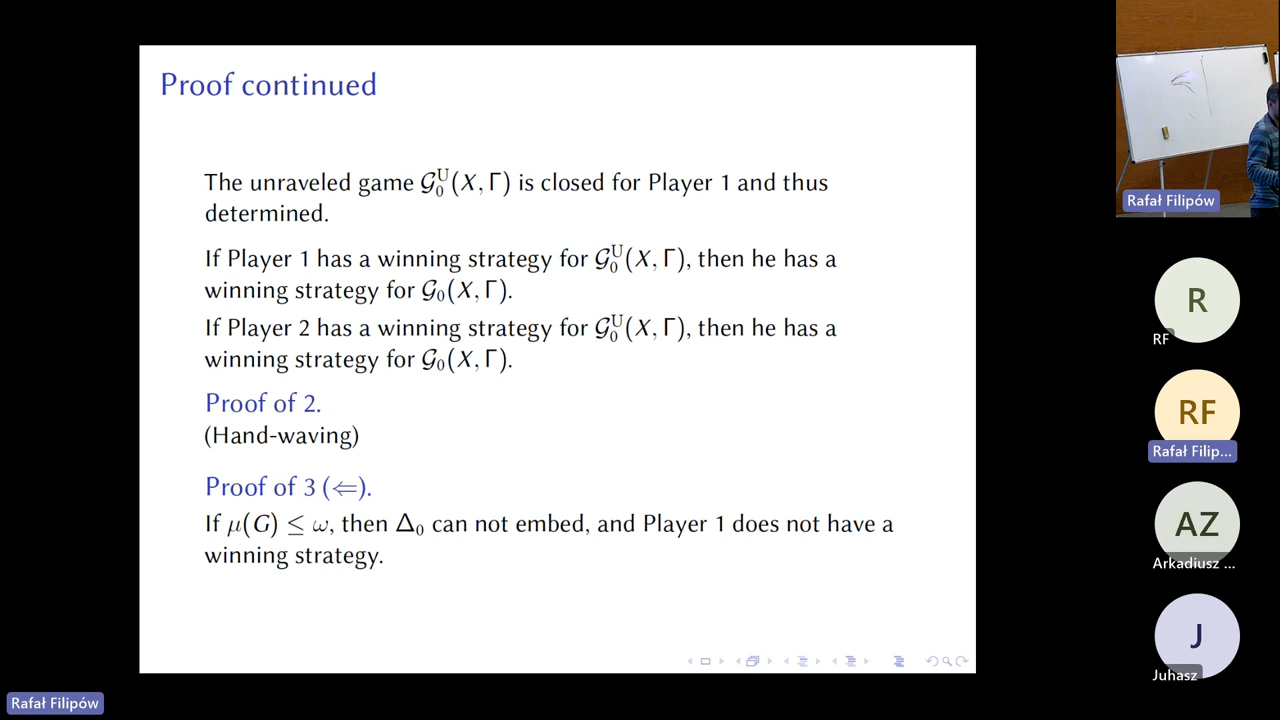 Proof continued
The unraveled game 𝒢₀ᵁ(X, Γ) is closed for Player 1 and thus
determined.
If Player 1 has a winning strategy for 𝒢₀ᵁ(X, Γ), then he has a
winning strategy for 𝒢₀(X, Γ).
If Player 2 has a winning strategy for 𝒢₀ᵁ(X, Γ), then he has a
winning strategy for 𝒢₀(X, Γ).
Proof of 2.
(Hand-waving)
Proof of 3 (⇐).
If μ(G) ≤ ω, then Δ₀ can not embed, and Player 1 does not have a
winning strategy.
Rafał Filipów
R
RF
RF
Rafał Filip...
AZ
Arkadiusz ...
J
Juhasz
Rafał Filipów